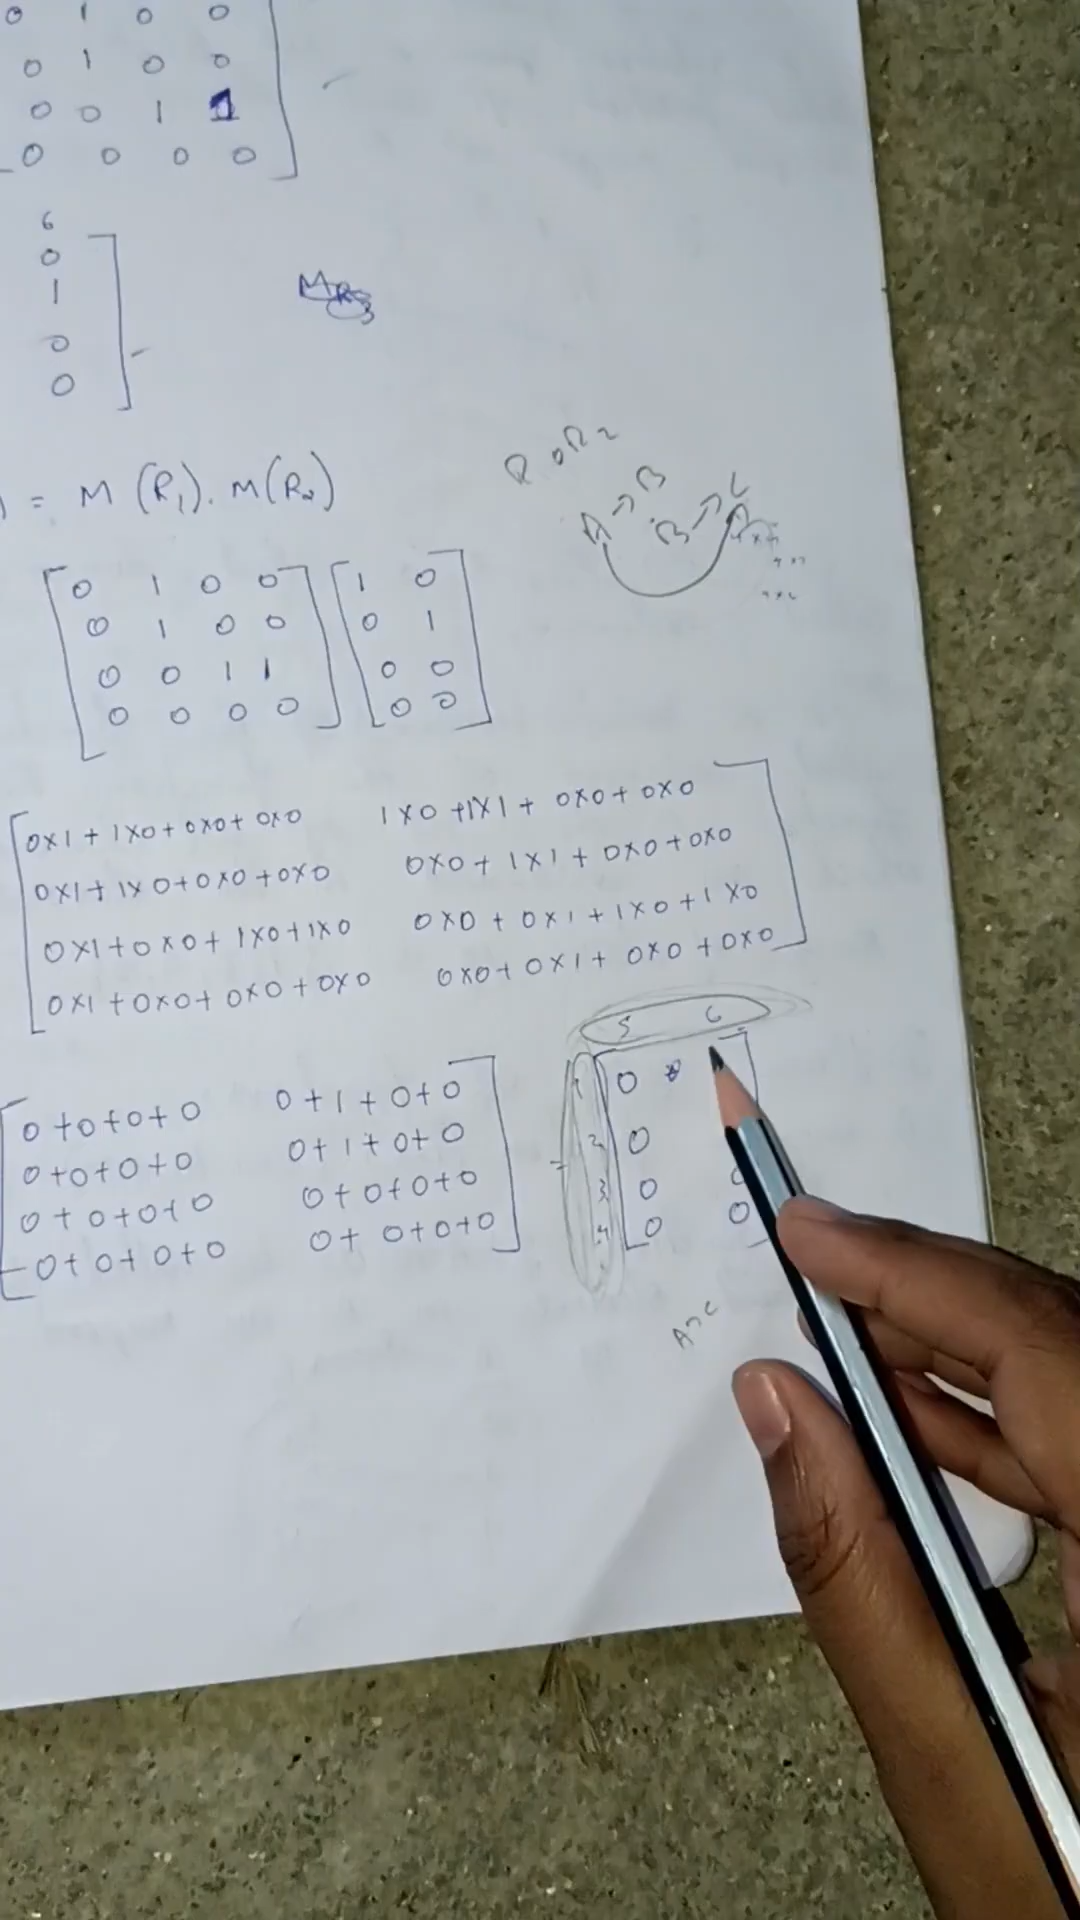 0 1 0 0
0 1 0 0
0 0 1 1
0 0 0 0
6
0
1
0
0
= M (R₁). M(R₂)
R o R₂
A → B
B → C
0 1 0 0 1 0
0 1 0 0 0 1
0 0 1 1 0 0
0 0 0 0 0 0
0x1 + 1x0 + 0x0 + 0x0 1x0 + 1x1 + 0x0 + 0x0
0x1 + 1x0 + 0x0 + 0x0 0x0 + 1x1 + 0x0 + 0x0
0x1 + 0x0 + 1x0 + 1x0 0x0 + 0x1 + 1x0 + 1x0
0x1 + 0x0 + 0x0 + 0x0 0x0 + 0x1 + 0x0 + 0x0
0 + 0 + 0 + 0 0 + 1 + 0 + 0
0 + 0 + 0 + 0 0 + 1 + 0 + 0
0 + 0 + 0 + 0 0 + 0 + 0 + 0
0 + 0 + 0 + 0 0 + 0 + 0 + 0
=
5 6
1 0
2 0
3 0 0
4 0 0
A → C